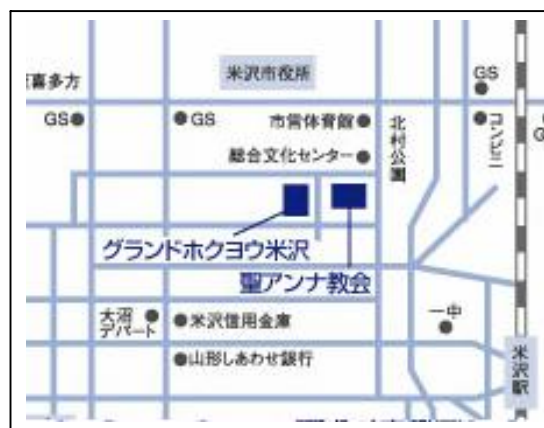 米沢市役所
GS
喜多方
GS
GS
市営体育館
北村公園
コンビニ
総合文化センター
グランドホクヨウ米沢
聖アンナ教会
大沼
デパート
米沢信用金庫
一中
山形しあわせ銀行
米沢駅